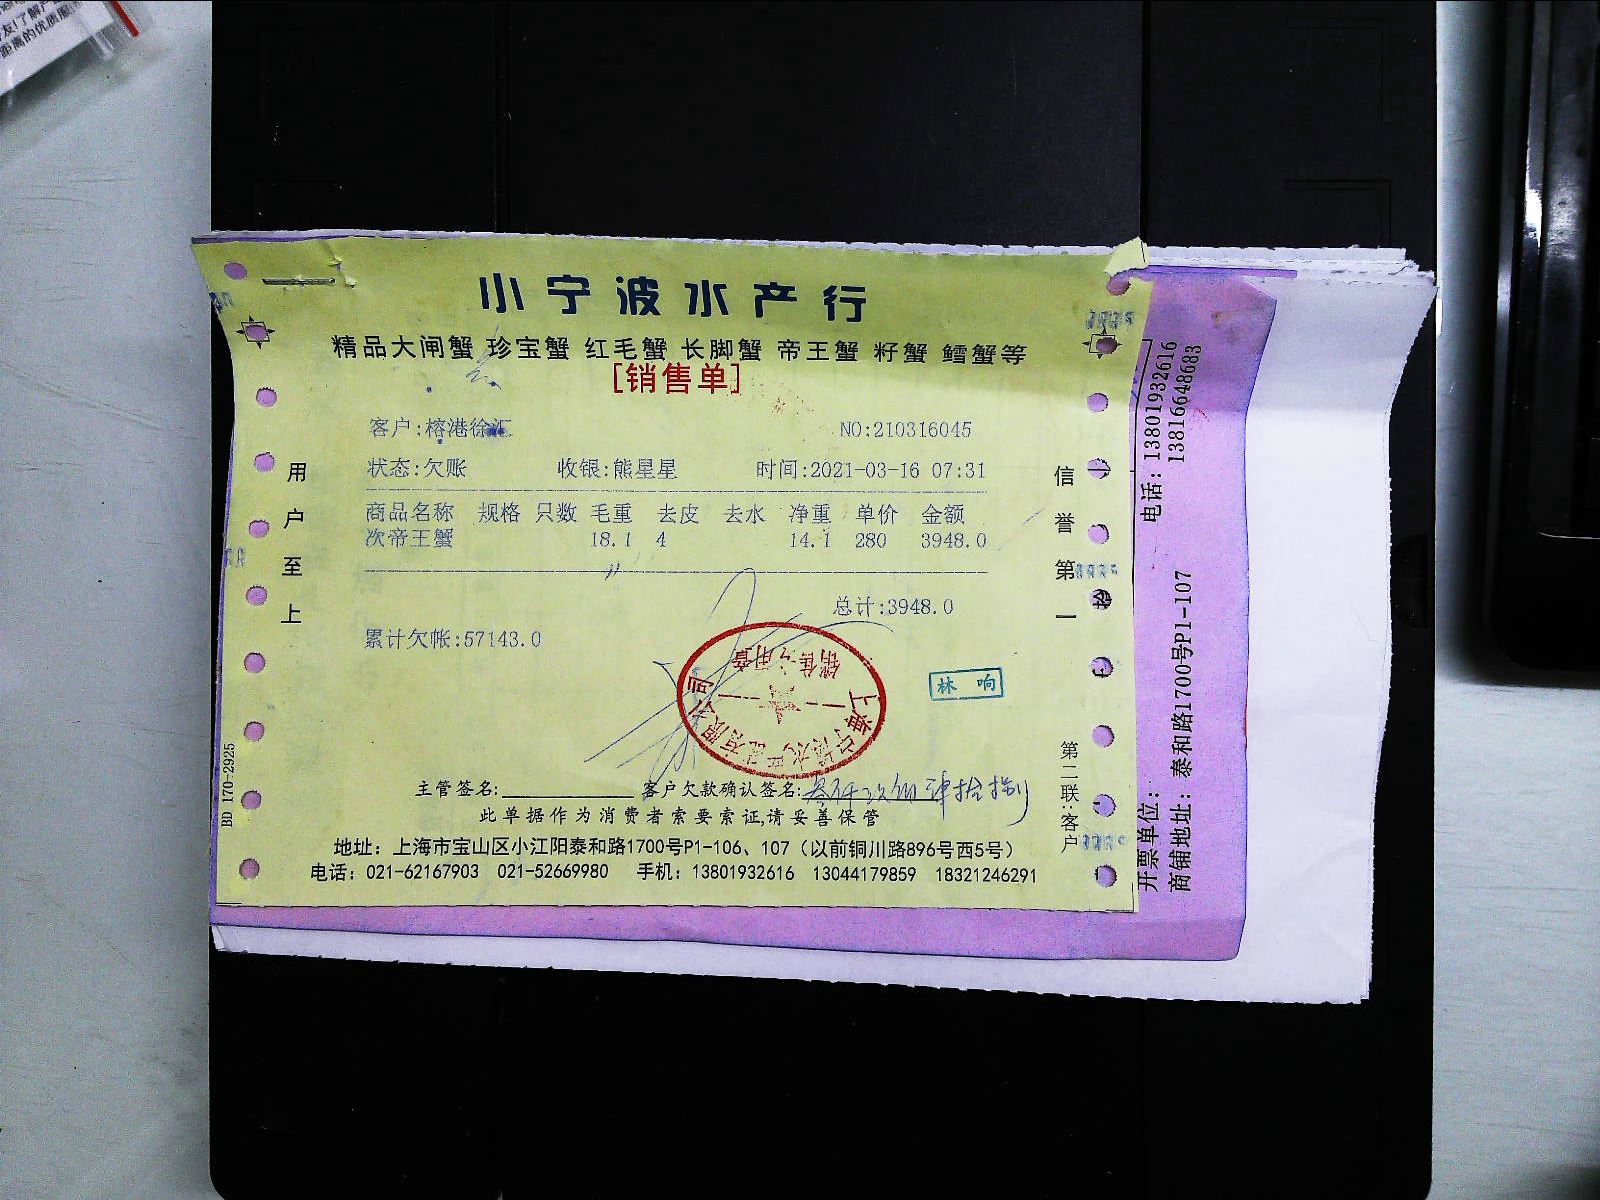 小宁波水产行
精品大闸蟹 珍宝蟹 红毛蟹 长脚蟹 帝王蟹 籽蟹 鳕蟹等
[销售单]
客户:榕港徐汇 NO:210316045
状态:欠账 收银:熊星星 时间:2021-03-16 07:31
商品名称 规格 只数 毛重 去皮 去水 净重 单价 金额
次帝王蟹 18.1 4 14.1 280 3948.0
总计:3948.0
累计欠帐:57143.0
林 响
主管签名: 客户欠款确认签名:
此单据作为消费者索要索证,请妥善保管
地址：上海市宝山区小江阳泰和路1700号P1-106、107（以前铜川路896号西5号）
电话：021-62167903 021-52669980 手机：13801932616 13044179859 18321246291
用户至上
信誉第一
第二联:客户
BD 170-2925
电话：13801932616
13816648683
开票单位：
商铺地址：泰和路1700号P1-107